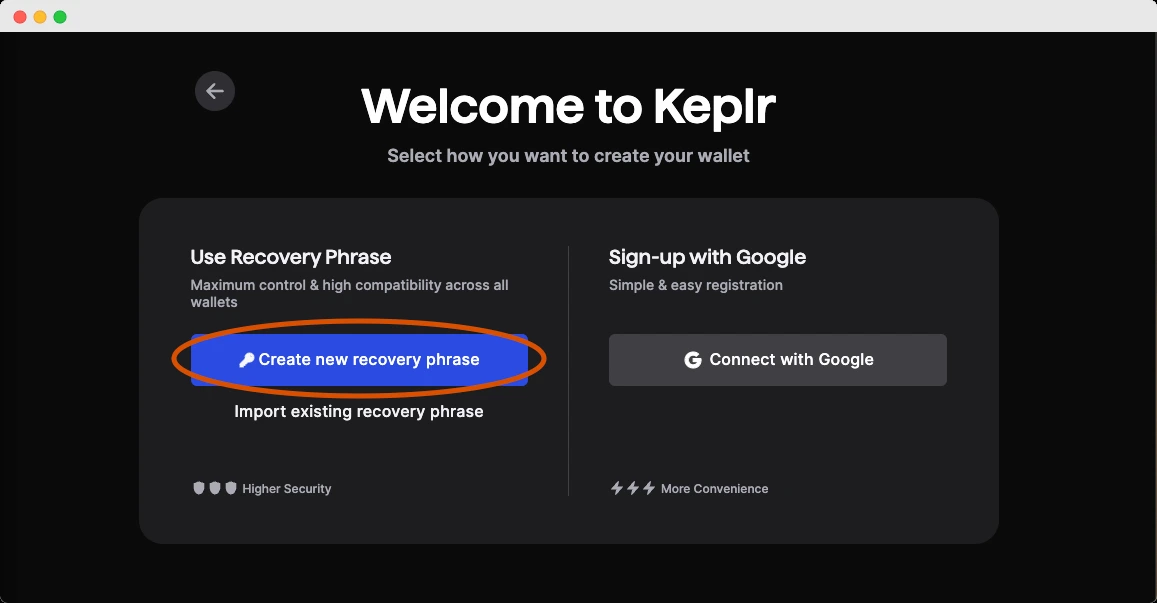 Welcome to Keplr
Select how you want to create your wallet
Use Recovery Phrase
Maximum control & high compatibility across all
wallets
Create new recovery phrase
Import existing recovery phrase
Higher Security
Sign-up with Google
Simple & easy registration
Connect with Google
More Convenience